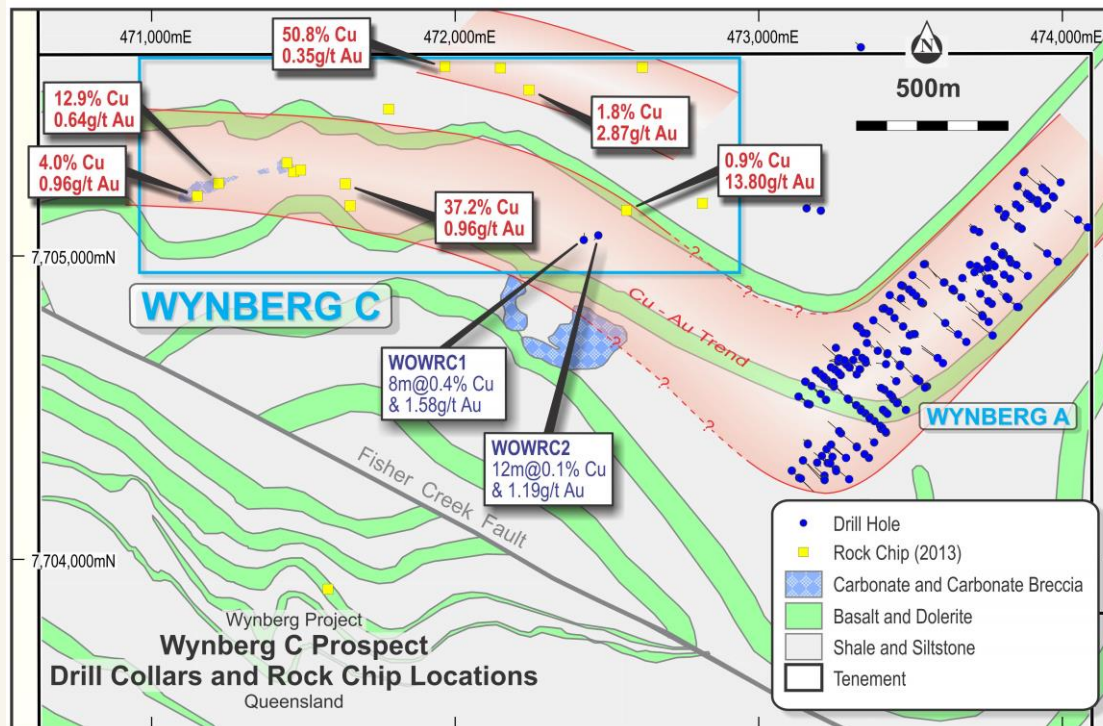 471,000mE
472,000mE
473,000mE
474,000mE
N
500m
50.8% Cu
0.35g/t Au
12.9% Cu
0.64g/t Au
1.8% Cu
2.87g/t Au
4.0% Cu
0.96g/t Au
0.9% Cu
13.80g/t Au
37.2% Cu
0.96g/t Au
7,705,000mN
WYNBERG C
?
?
?
Cu - Au Trend
?
?
?
WOWRC1
8m@0.4% Cu
& 1.58g/t Au
WYNBERG A
WOWRC2
12m@0.1% Cu
& 1.19g/t Au
Fisher Creek Fault
7,704,000mN
Drill Hole
Rock Chip (2013)
Carbonate and Carbonate Breccia
Basalt and Dolerite
Shale and Siltstone
Tenement
Wynberg Project
Wynberg C Prospect
Drill Collars and Rock Chip Locations
Queensland